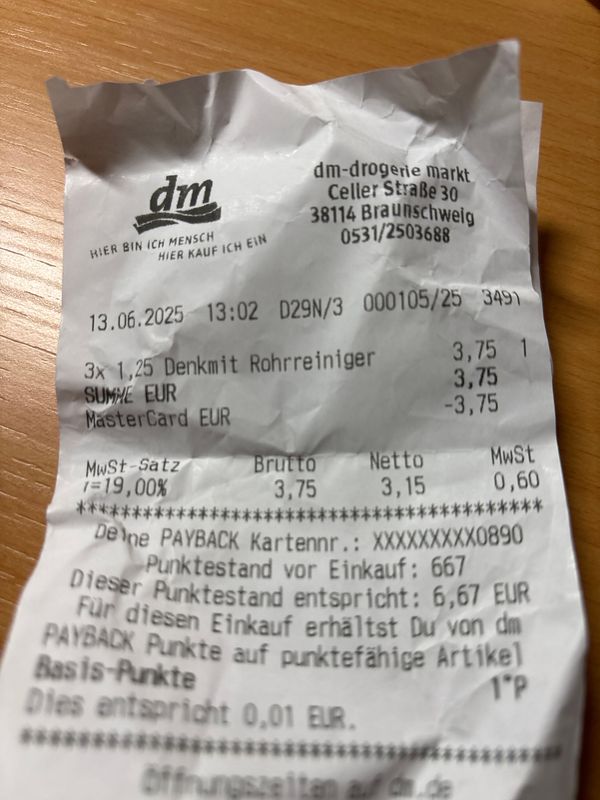 dm
HIER BIN ICH MENSCH
HIER KAUF ICH EIN
dm-drogerie markt
Celler Straße 30
38114 Braunschweig
0531/2503688
13.06.2025 13:02 D29N/3 000105/25 3491
3x 1,25 Denkmit Rohrreiniger 3,75 1
SUMME EUR 3,75
MasterCard EUR -3,75
MwSt-Satz Brutto Netto MwSt
1=19,00% 3,75 3,15 0,60
******************************************
Deine PAYBACK Kartennr.: XXXXXXXXX0890
Punktestand vor Einkauf: 667
Dieser Punktestand entspricht: 6,67 EUR
Für diesen Einkauf erhältst Du von dm
PAYBACK Punkte auf punktefähige Artikel
Basis-Punkte 1°P
Dies entspricht 0,01 EUR.
******************************************
Öffnungszeiten auf dm.de